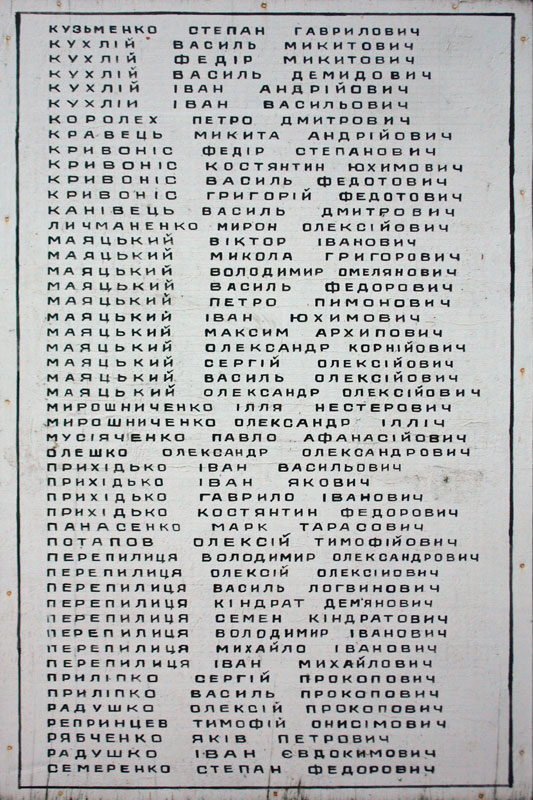 КУЗЬМЕНКО СТЕПАН ГАВРИЛОВИЧ
КУХЛІЙ ВАСИЛЬ МИКИТОВИЧ
КУХЛІЙ ФЕДІР МИКИТОВИЧ
КУХЛІЙ ВАСИЛЬ ДЕМИДОВИЧ
КУХЛІЙ ІВАН АНДРІЙОВИЧ
КУХЛІЙ ІВАН ВАСИЛЬОВИЧ
КОРОЛЕХ ПЕТРО ДМИТРОВИЧ
КРАВЕЦЬ МИКИТА АНДРІЙОВИЧ
КРИВОНІС ФЕДІР СТЕПАНОВИЧ
КРИВОНІС КОСТЯНТИН ЮХИМОВИЧ
КРИВОНІС ВАСИЛЬ ФЕДОТОВИЧ
КРИВОНІС ГРИГОРІЙ ФЕДОТОВИЧ
КАНІВЕЦЬ ВАСИЛЬ ДМИТРОВИЧ
ЛИЧМАНЕНКО МИРОН ОЛЕКСІЙОВИЧ
МАЯЦЬКИЙ ВІКТОР ІВАНОВИЧ
МАЯЦЬКИЙ МИКОЛА ГРИГОРОВИЧ
МАЯЦЬКИЙ ВОЛОДИМИР ОМЕЛЯНОВИЧ
МАЯЦЬКИЙ ВАСИЛЬ ФЕДОРОВИЧ
МАЯЦЬКИЙ ПЕТРО ПИМОНОВИЧ
МАЯЦЬКИЙ ІВАН ЮХИМОВИЧ
МАЯЦЬКИЙ МАКСИМ АРХИПОВИЧ
МАЯЦЬКИЙ ОЛЕКСАНДР КОРНІЙОВИЧ
МАЯЦЬКИЙ СЕРГІЙ ОЛЕКСІЙОВИЧ
МАЯЦЬКИЙ ВАСИЛЬ ОЛЕКСІЙОВИЧ
МАЯЦЬКИЙ ОЛЕКСАНДР ОЛЕКСІЙОВИЧ
МИРОШНИЧЕНКО ІЛЛЯ НЕСТЕРОВИЧ
МИРОШНИЧЕНКО ОЛЕКСАНДР ІЛЛІЧ
МУСІЯЧЕНКО ПАВЛО АФАНАСІЙОВИЧ
ОЛЕШКО ОЛЕКСАНДР ОЛЕКСАНДРОВИЧ
ПРИХІДЬКО ІВАН ВАСИЛЬОВИЧ
ПРИХІДЬКО ІВАН ЯКОВИЧ
ПРИХІДЬКО ГАВРИЛО ІВАНОВИЧ
ПРИХІДЬКО КОСТЯНТИН ФЕДОРОВИЧ
ПАНАСЕНКО МАРК ТАРАСОВИЧ
ПОТАПОВ ОЛЕКСІЙ ТИМОФІЙОВИЧ
ПЕРЕПИЛИЦЯ ВОЛОДИМИР ОЛЕКСАНДРОВИЧ
ПЕРЕПИЛИЦЯ ОЛЕКСІЙ ОЛЕКСІЙОВИЧ
ПЕРЕПИЛИЦЯ ВАСИЛЬ ЛОГВИНОВИЧ
ПЕРЕПИЛИЦЯ КІНДРАТ ДЕМ'ЯНОВИЧ
ПЕРЕПИЛИЦЯ СЕМЕН КІНДРАТОВИЧ
ПЕРЕПИЛИЦЯ ВОЛОДИМИР ІВАНОВИЧ
ПЕРЕПИЛИЦЯ МИХАЙЛО ІВАНОВИЧ
ПЕРЕПИЛИЦЯ ІВАН МИХАЙЛОВИЧ
ПРИЛІПКО СЕРГІЙ ПРОКОПОВИЧ
ПРИЛІПКО ВАСИЛЬ ПРОКОПОВИЧ
РАДУШКО ОЛЕКСІЙ ПРОКОПОВИЧ
РЕПРИНЦЕВ ТИМОФІЙ ОНИСІМОВИЧ
РЯБЧЕНКО ЯКІВ ПЕТРОВИЧ
РАДУШКО ІВАН ЄВДОКИМОВИЧ
СЕМЕРЕНКО СТЕПАН ФЕДОРОВИЧ